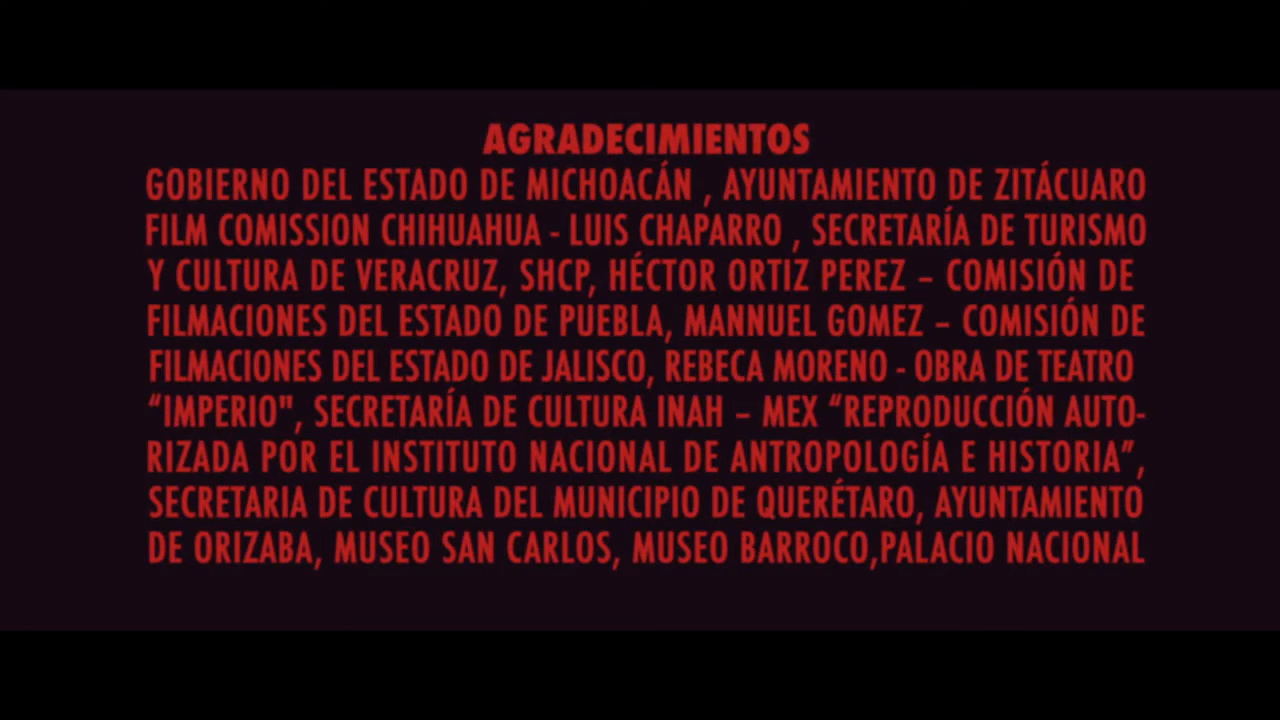 AGRADECIMIENTOS
GOBIERNO DEL ESTADO DE MICHOACÁN , AYUNTAMIENTO DE ZITÁCUARO
FILM COMISSION CHIHUAHUA - LUIS CHAPARRO , SECRETARÍA DE TURISMO
Y CULTURA DE VERACRUZ, SHCP, HÉCTOR ORTIZ PEREZ – COMISIÓN DE
FILMACIONES DEL ESTADO DE PUEBLA, MANNUEL GOMEZ – COMISIÓN DE
FILMACIONES DEL ESTADO DE JALISCO, REBECA MORENO - OBRA DE TEATRO
“IMPERIO", SECRETARÍA DE CULTURA INAH – MEX “REPRODUCCIÓN AUTO-
RIZADA POR EL INSTITUTO NACIONAL DE ANTROPOLOGÍA E HISTORIA”,
SECRETARIA DE CULTURA DEL MUNICIPIO DE QUERÉTARO, AYUNTAMIENTO
DE ORIZABA, MUSEO SAN CARLOS, MUSEO BARROCO,PALACIO NACIONAL